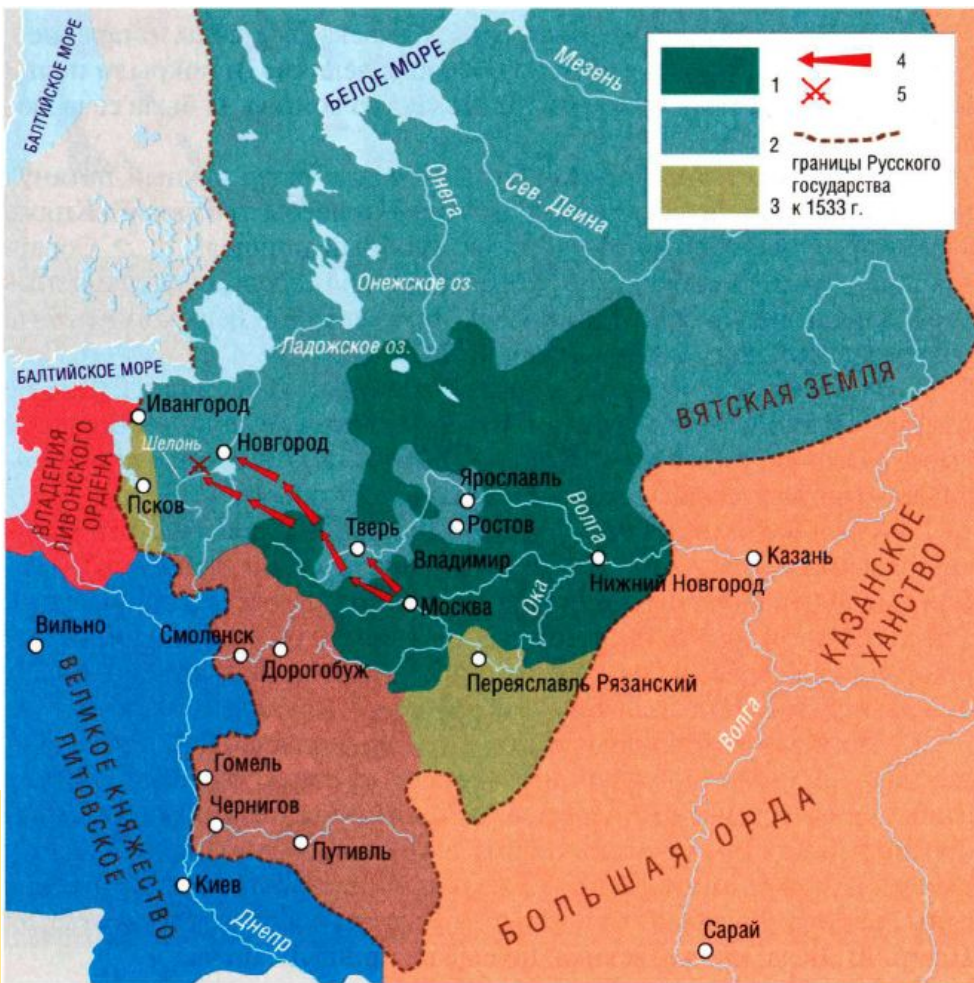 БАЛТИЙСКОЕ МОРЕ
БЕЛОЕ МОРЕ
Мезень
1
4
5
2
3
границы Русского
государства
к 1533 г.
Онега
Сев. Двина
Онежское оз.
Ладожское оз.
БАЛТИЙСКОЕ МОРЕ
ВЯТСКАЯ ЗЕМЛЯ
Ивангород
Шелонь
Новгород
ВЛАДЕНИЯ
ЛИВОНСКОГО
ОРДЕНА
Псков
Ярославль
Ростов
Волга
Тверь
Владимир
Казань
Нижний Новгород
Москва
Ока
КАЗАНСКОЕ
ХАНСТВО
Вильно
Смоленск
Дорогобуж
Переяславль Рязанский
ВЕЛИКОЕ КНЯЖЕСТВО
ЛИТОВСКОЕ
Волга
Гомель
Чернигов
Путивль
БОЛЬШАЯ ОРДА
Киев
Днепр
Сарай